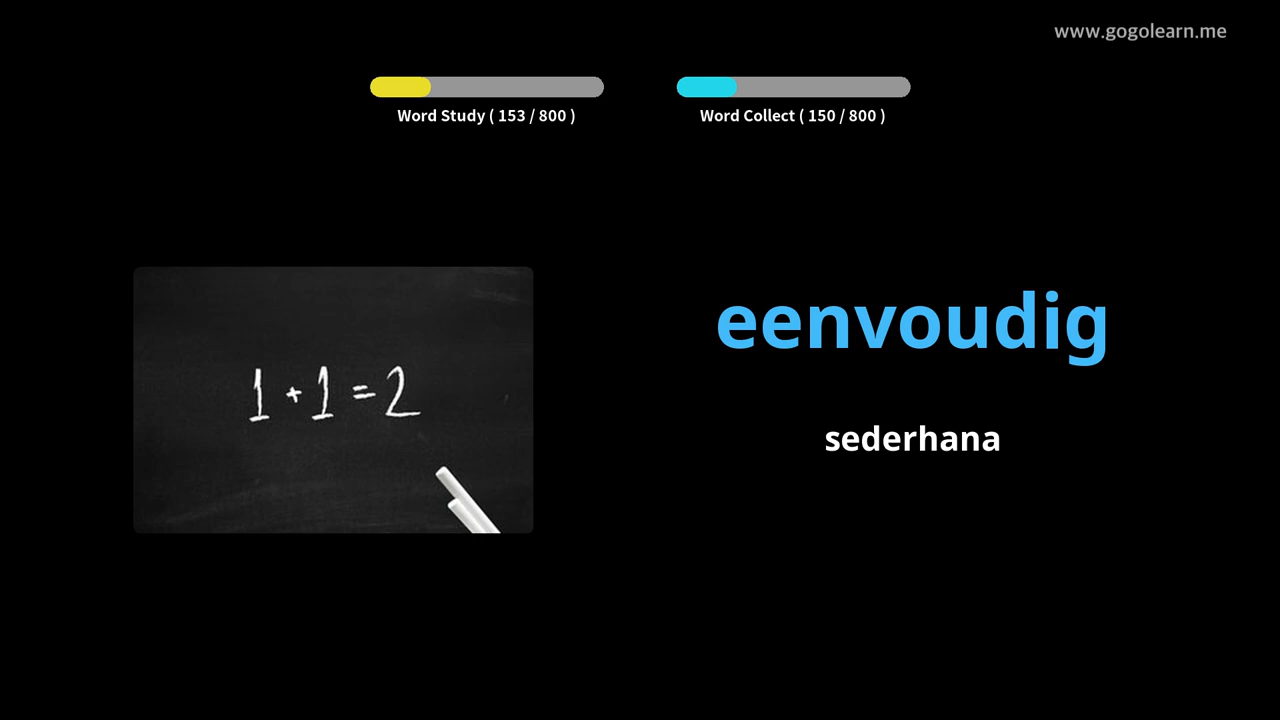 www.gogolearn.me
Word Study ( 153 / 800 )
Word Collect ( 150 / 800 )
1 + 1 = 2
eenvoudig
sederhana